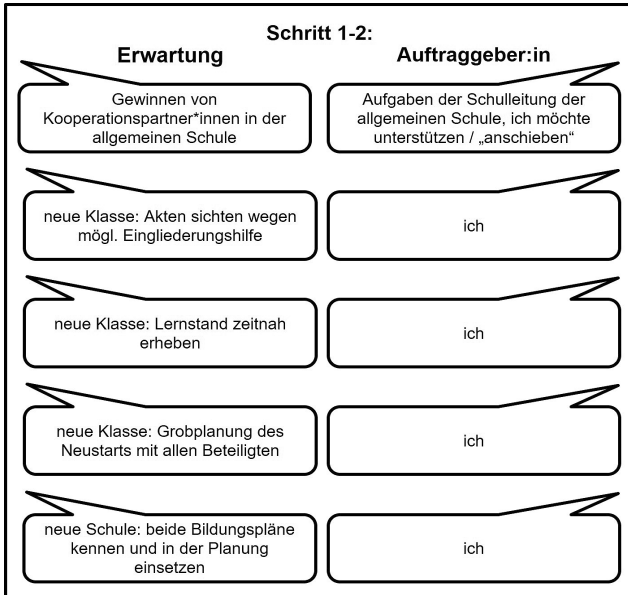 Schritt 1-2:
Erwartung
Auftraggeber:in
Gewinnen von
Kooperationspartner*innen in der
allgemeinen Schule
Aufgaben der Schulleitung der
allgemeinen Schule, ich möchte
unterstützen / „anschieben“
neue Klasse: Akten sichten wegen
mögl. Eingliederungshilfe
ich
neue Klasse: Lernstand zeitnah
erheben
ich
neue Klasse: Grobplanung des
Neustarts mit allen Beteiligten
ich
neue Schule: beide Bildungspläne
kennen und in der Planung
einsetzen
ich